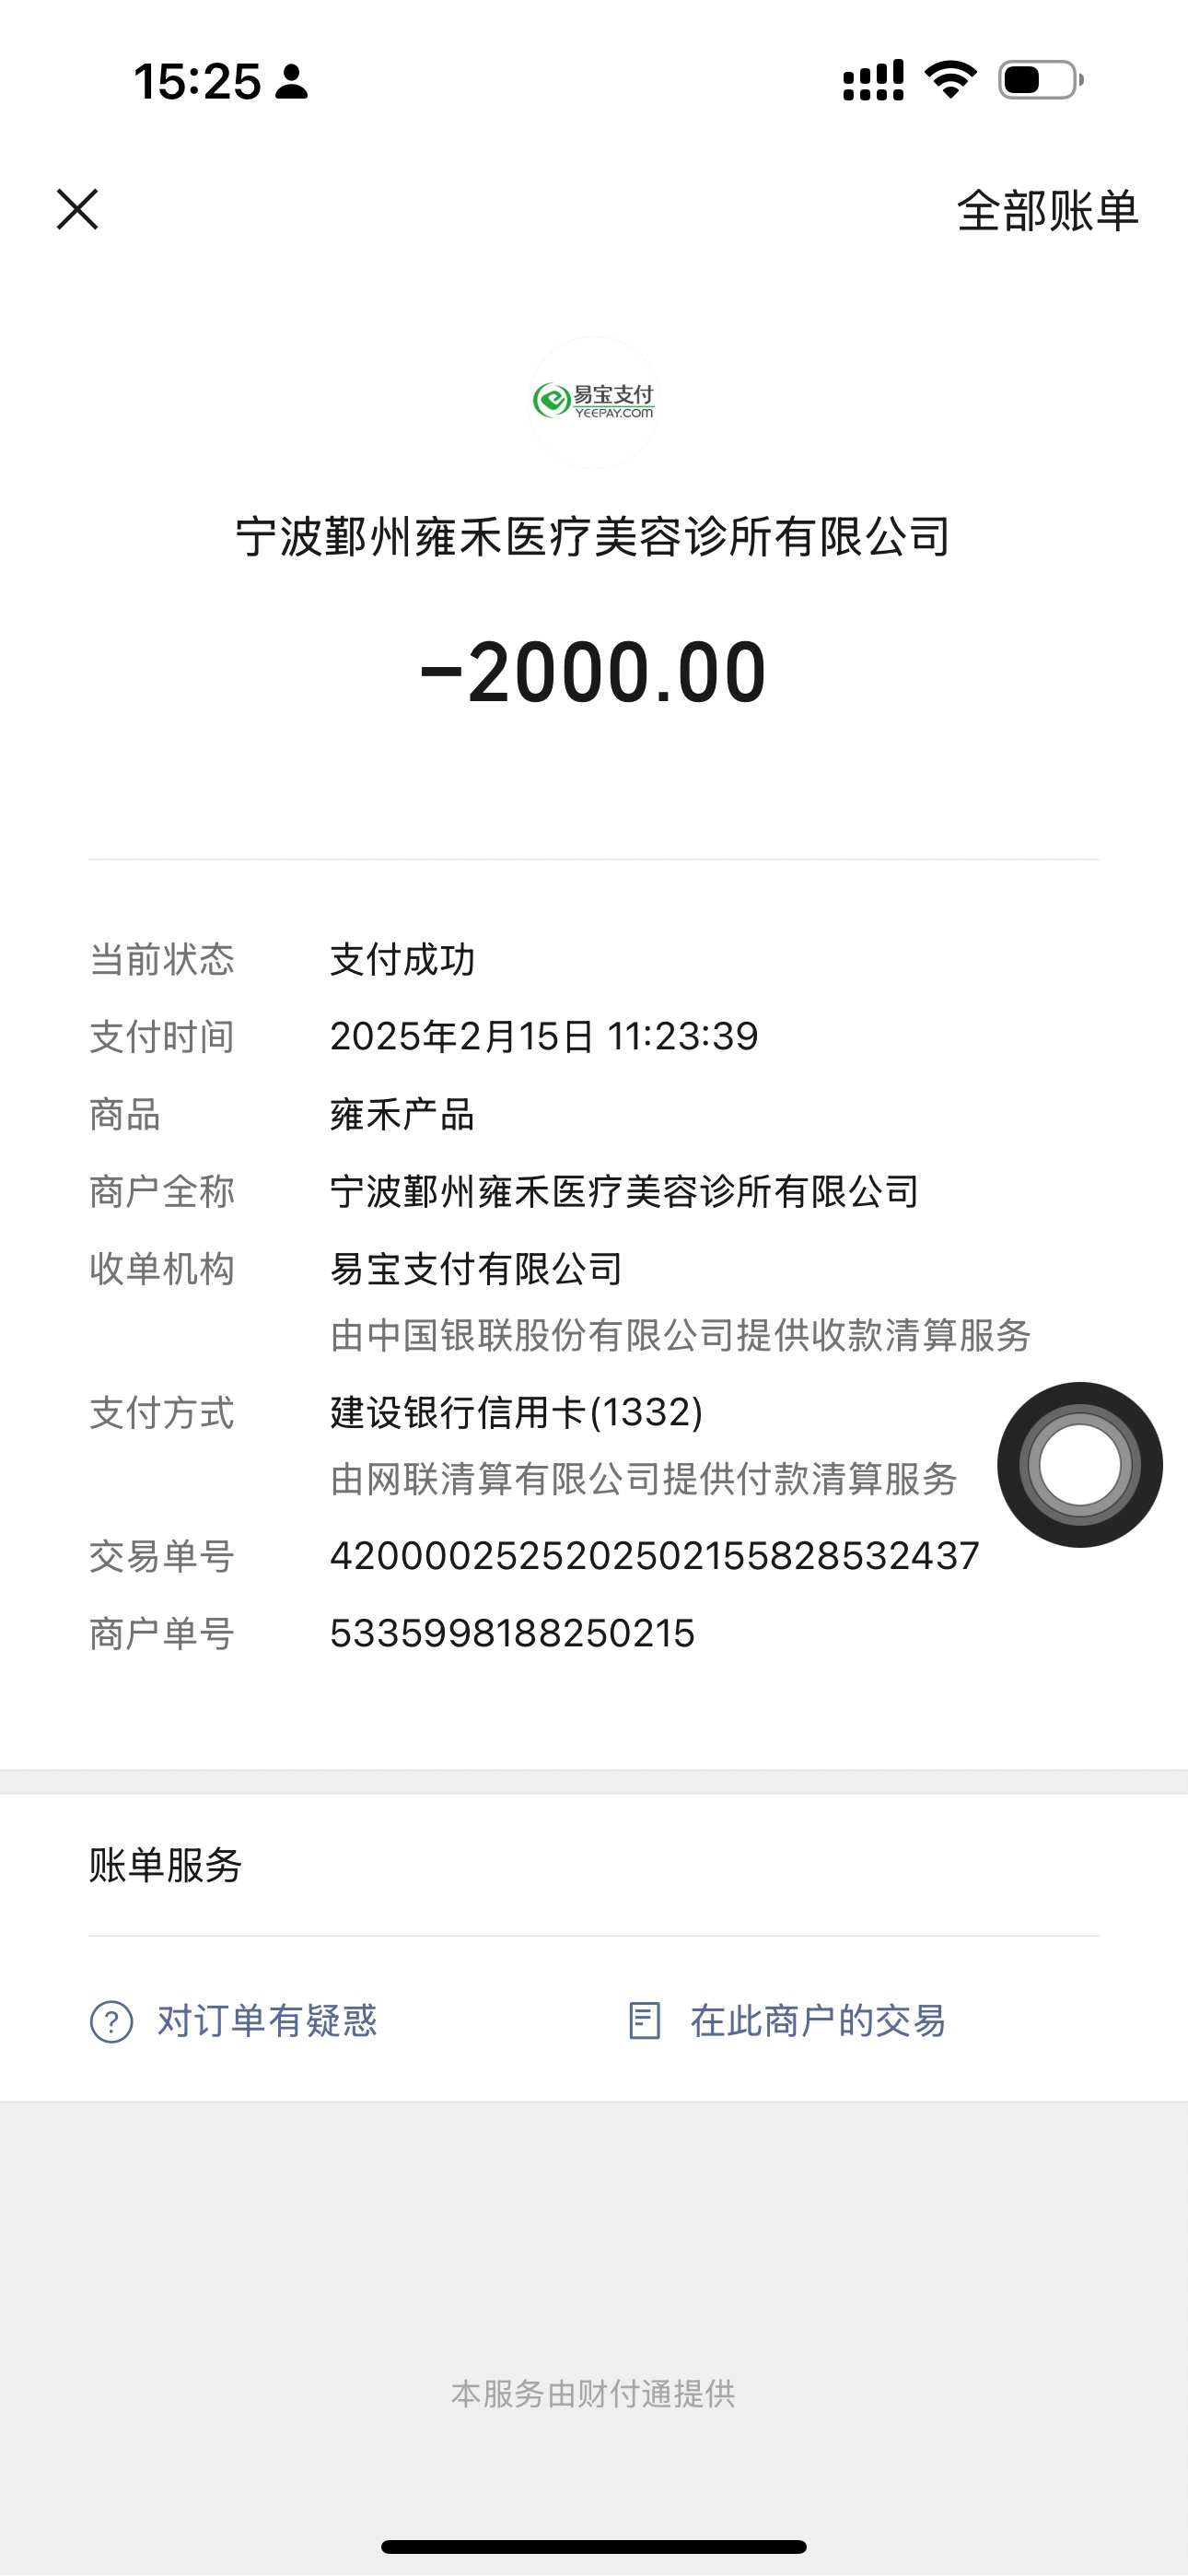 15:25
全部账单
易宝支付
YEEPAY.COM
宁波鄞州雍禾医疗美容诊所有限公司
-2000.00
当前状态 支付成功
支付时间 2025年2月15日 11:23:39
商品 雍禾产品
商户全称 宁波鄞州雍禾医疗美容诊所有限公司
收单机构 易宝支付有限公司
由中国银联股份有限公司提供收款清算服务
支付方式 建设银行信用卡(1332)
由网联清算有限公司提供付款清算服务
交易单号 4200002525202502155828532437
商户单号 5335998188250215
账单服务
? 对订单有疑惑 在此商户的交易
本服务由财付通提供